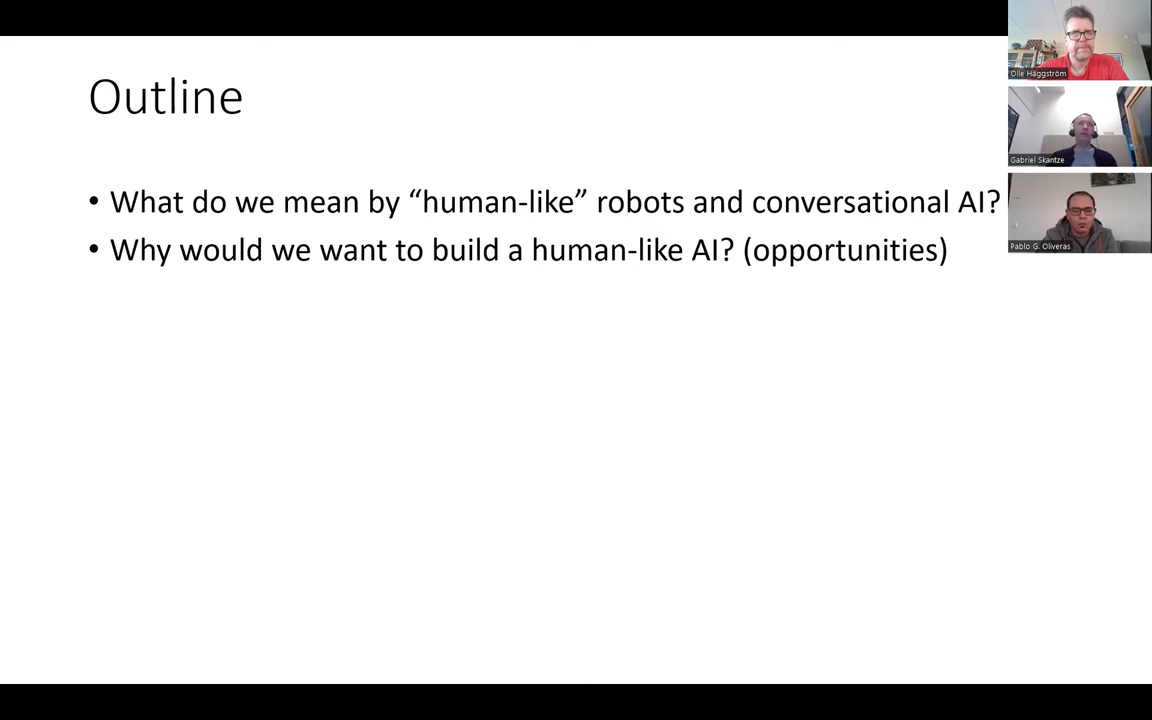 Outline
• What do we mean by “human-like” robots and conversational AI?
• Why would we want to build a human-like AI? (opportunities)
Olle Häggström
Gabriel Skantze
Pablo G. Oliveras